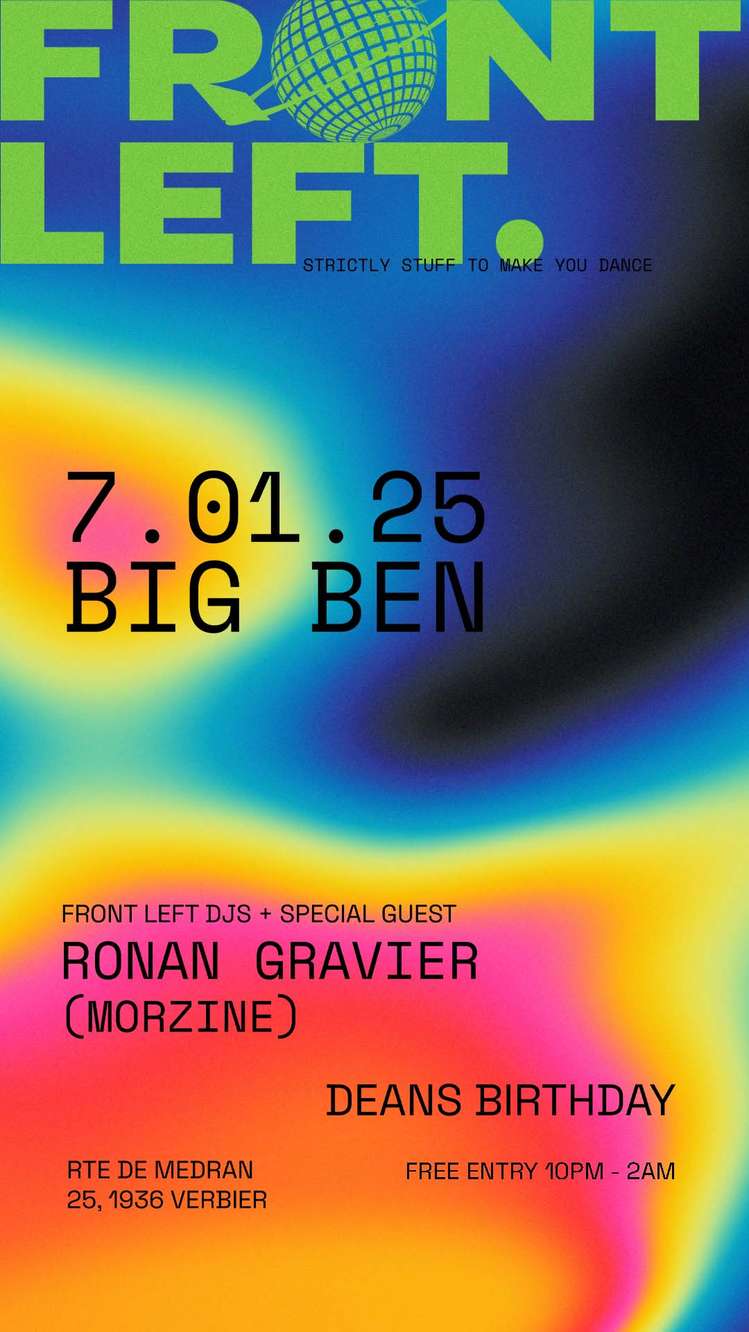 FRONT
LEFT.
STRICTLY STUFF TO MAKE YOU DANCE
7.01.25
BIG BEN
FRONT LEFT DJS + SPECIAL GUEST
RONAN GRAVIER
(MORZINE)
DEANS BIRTHDAY
RTE DE MEDRAN
25, 1936 VERBIER
FREE ENTRY 10PM - 2AM